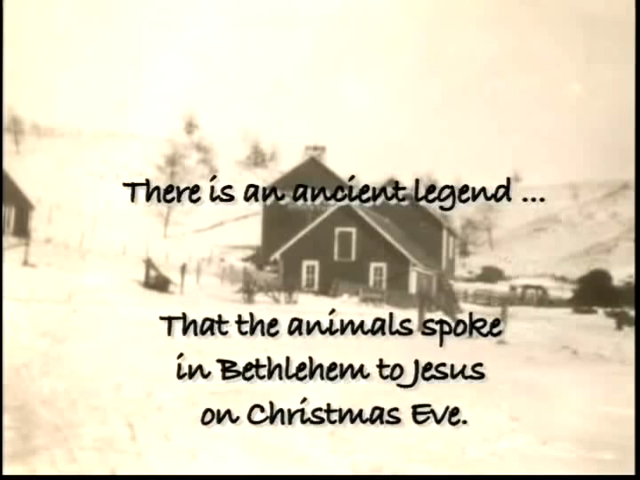 There is an ancient legend ...
That the animals spoke
in Bethlehem to Jesus
on Christmas Eve.